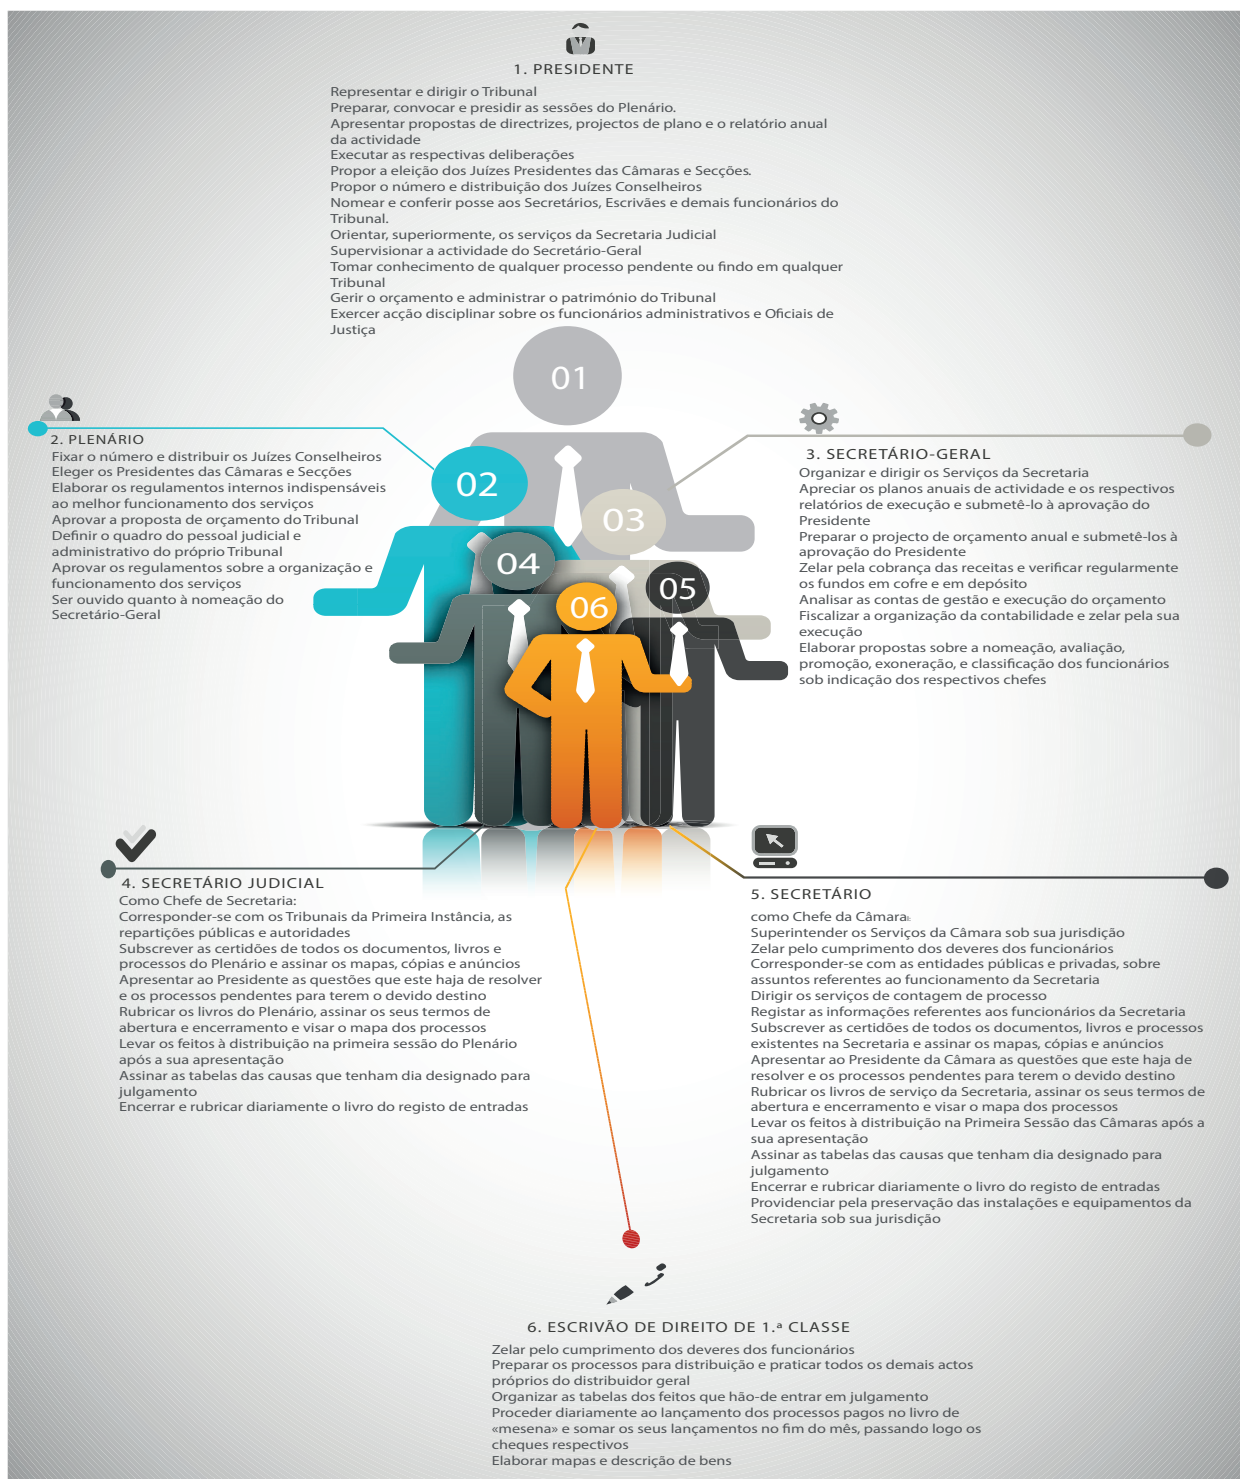 1. PRESIDENTE
Representar e dirigir o Tribunal
Preparar, convocar e presidir as sessões do Plenário.
Apresentar propostas de directrizes, projectos de plano e o relatório anual
da actividade
Executar as respectivas deliberações
Propor a eleição dos Juízes Presidentes das Câmaras e Secções.
Propor o número e distribuição dos Juízes Conselheiros
Nomear e conferir posse aos Secretários, Escrivães e demais funcionários do
Tribunal.
Orientar, superiormente, os serviços da Secretaria Judicial
Supervisionar a actividade do Secretário-Geral
Tomar conhecimento de qualquer processo pendente ou findo em qualquer
Tribunal
Gerir o orçamento e administrar o património do Tribunal
Exercer acção disciplinar sobre os funcionários administrativos e Oficiais de
Justiça
01
2. PLENÁRIO
Fixar o número e distribuir os Juízes Conselheiros
Eleger os Presidentes das Câmaras e Secções
Elaborar os regulamentos internos indispensáveis
ao melhor funcionamento dos serviços
Aprovar a proposta de orçamento do Tribunal
Definir o quadro do pessoal judicial e
administrativo do próprio Tribunal
Aprovar os regulamentos sobre a organização e
funcionamento dos serviços
Ser ouvido quanto à nomeação do
Secretário-Geral
02
03
04
05
06
3. SECRETÁRIO-GERAL
Organizar e dirigir os Serviços da Secretaria
Apreciar os planos anuais de actividade e os respectivos
relatórios de execução e submetê-lo à aprovação do
Presidente
Preparar o projecto de orçamento anual e submetê-los à
aprovação do Presidente
Zelar pela cobrança das receitas e verificar regularmente
os fundos em cofre e em depósito
Analisar as contas de gestão e execução do orçamento
Fiscalizar a organização da contabilidade e zelar pela sua
execução
Elaborar propostas sobre a nomeação, avaliação,
promoção, exoneração, e classificação dos funcionários
sob indicação dos respectivos chefes
4. SECRETÁRIO JUDICIAL
Como Chefe de Secretaria:
Corresponder-se com os Tribunais da Primeira Instância, as
repartições públicas e autoridades
Subscrever as certidões de todos os documentos, livros e
processos do Plenário e assinar os mapas, cópias e anúncios
Apresentar ao Presidente as questões que este haja de resolver
e os processos pendentes para terem o devido destino
Rubricar os livros do Plenário, assinar os seus termos de
abertura e encerramento e visar o mapa dos processos
Levar os feitos à distribuição na primeira sessão do Plenário
após a sua apresentação
Assinar as tabelas das causas que tenham dia designado para
julgamento
Encerrar e rubricar diariamente o livro do registo de entradas
5. SECRETÁRIO
como Chefe da Câmara:
Superintender os Serviços da Câmara sob sua jurisdição
Zelar pelo cumprimento dos deveres dos funcionários
Corresponder-se com as entidades públicas e privadas, sobre
assuntos referentes ao funcionamento da Secretaria
Dirigir os serviços de contagem de processo
Registar as informações referentes aos funcionários da Secretaria
Subscrever as certidões de todos os documentos, livros e processos
existentes na Secretaria e assinar os mapas, cópias e anúncios
Apresentar ao Presidente da Câmara as questões que este haja de
resolver e os processos pendentes para terem o devido destino
Rubricar os livros de serviço da Secretaria, assinar os seus termos de
abertura e encerramento e visar o mapa dos processos
Levar os feitos à distribuição na Primeira Sessão das Câmaras após a
sua apresentação
Assinar as tabelas das causas que tenham dia designado para
julgamento
Encerrar e rubricar diariamente o livro do registo de entradas
Providenciar pela preservação das instalações e equipamentos da
Secretaria sob sua jurisdição
6. ESCRIVÃO DE DIREITO DE 1.ª CLASSE
Zelar pelo cumprimento dos deveres dos funcionários
Preparar os processos para distribuição e praticar todos os demais actos
próprios do distribuidor geral
Organizar as tabelas dos feitos que hão-de entrar em julgamento
Proceder diariamente ao lançamento dos processos pagos no livro de
«mesena» e somar os seus lançamentos no fim do mês, passando logo os
cheques respectivos
Elaborar mapas e descrição de bens